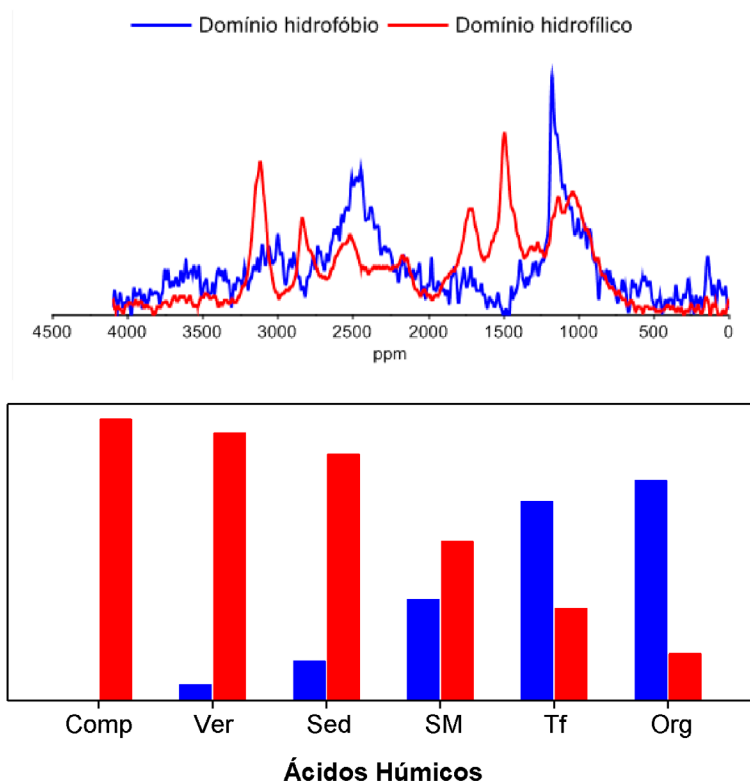 Domínio hidrofóbio Domínio hidrofílico
4500 4000 3500 3000 2500 2000 1500 1000 500 0
ppm
Comp Ver Sed SM Tf Org
Ácidos Húmicos